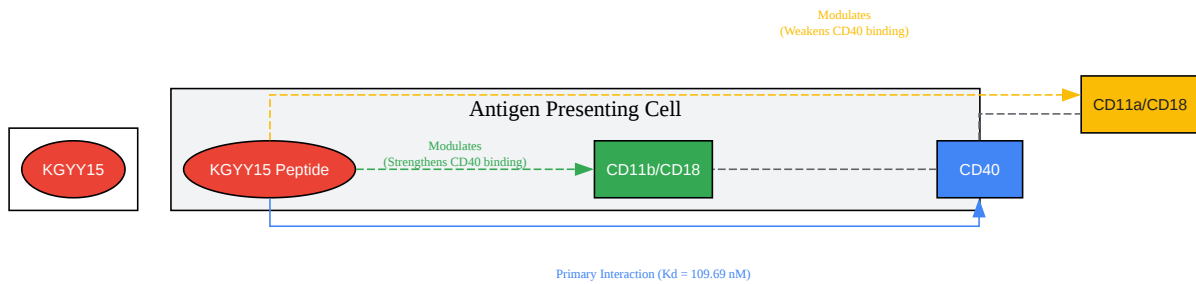 Modulates
(Weakens CD40 binding)
CD11a/CD18
Antigen Presenting Cell
KGYY15
KGYY15 Peptide
Modulates
(Strengthens CD40 binding)
CD11b/CD18
CD40
Primary Interaction (Kd = 109.69 nM)